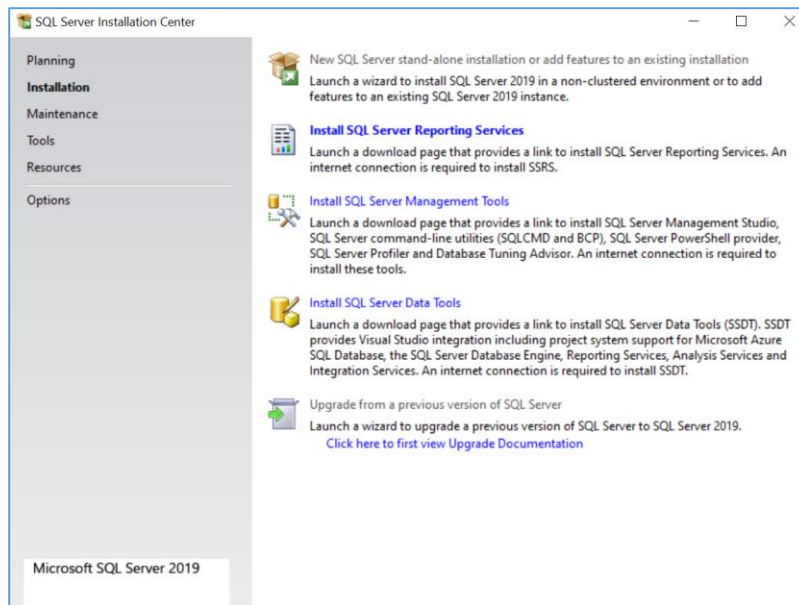 SQL Server Installation Center
Planning
Installation
Maintenance
Tools
Resources
Options
New SQL Server stand-alone installation or add features to an existing installation
Launch a wizard to install SQL Server 2019 in a non-clustered environment or to add
features to an existing SQL Server 2019 instance.
Install SQL Server Reporting Services
Launch a download page that provides a link to install SQL Server Reporting Services. An
internet connection is required to install SSRS.
Install SQL Server Management Tools
Launch a download page that provides a link to install SQL Server Management Studio,
SQL Server command-line utilities (SQLCMD and BCP), SQL Server PowerShell provider,
SQL Server Profiler and Database Tuning Advisor. An internet connection is required to
install these tools.
Install SQL Server Data Tools
Launch a download page that provides a link to install SQL Server Data Tools (SSDT). SSDT
provides Visual Studio integration including project system support for Microsoft Azure
SQL Database, the SQL Server Database Engine, Reporting Services, Analysis Services and
Integration Services. An internet connection is required to install SSDT.
Upgrade from a previous version of SQL Server
Launch a wizard to upgrade a previous version of SQL Server to SQL Server 2019.
Click here to first view Upgrade Documentation
Microsoft SQL Server 2019